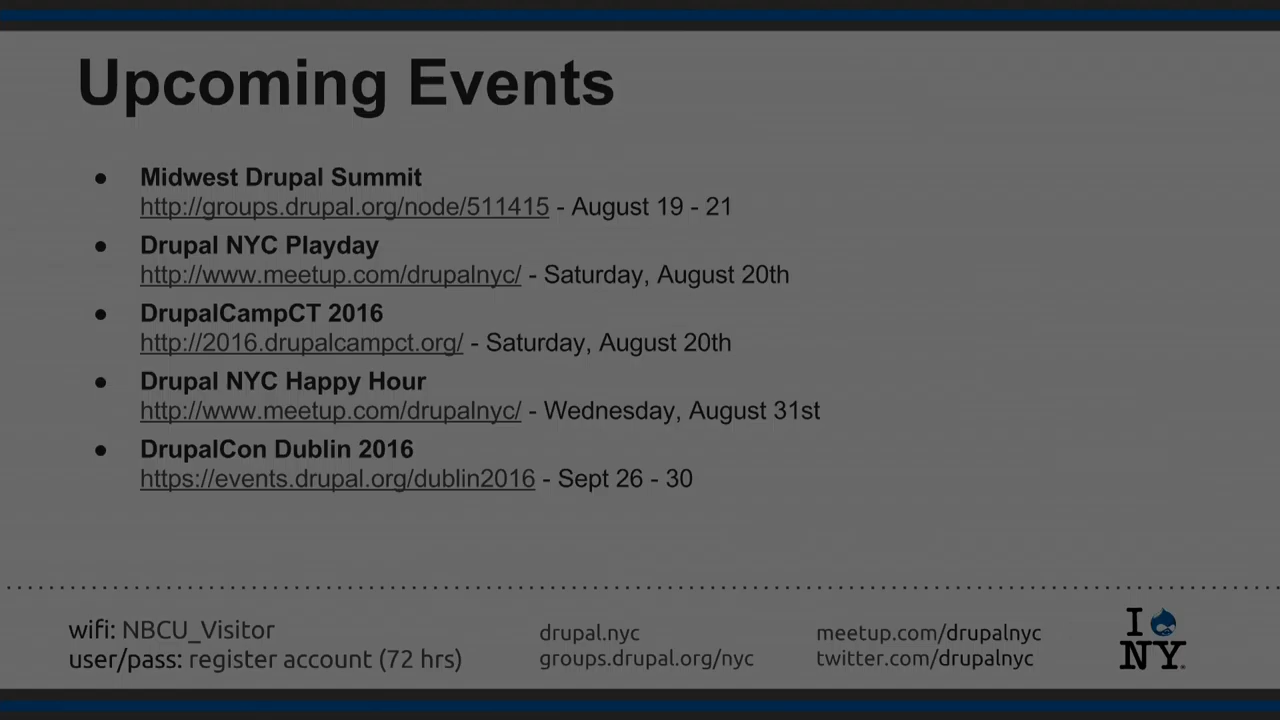 Upcoming Events
● Midwest Drupal Summit
http://groups.drupal.org/node/511415 - August 19 - 21
● Drupal NYC Playday
http://www.meetup.com/drupalnyc/ - Saturday, August 20th
● DrupalCampCT 2016
http://2016.drupalcampct.org/ - Saturday, August 20th
● Drupal NYC Happy Hour
http://www.meetup.com/drupalnyc/ - Wednesday, August 31st
● DrupalCon Dublin 2016
https://events.drupal.org/dublin2016 - Sept 26 - 30
wifi: NBCU_Visitor
user/pass: register account (72 hrs)
drupal.nyc
groups.drupal.org/nyc
meetup.com/drupalnyc
twitter.com/drupalnyc
I
NY